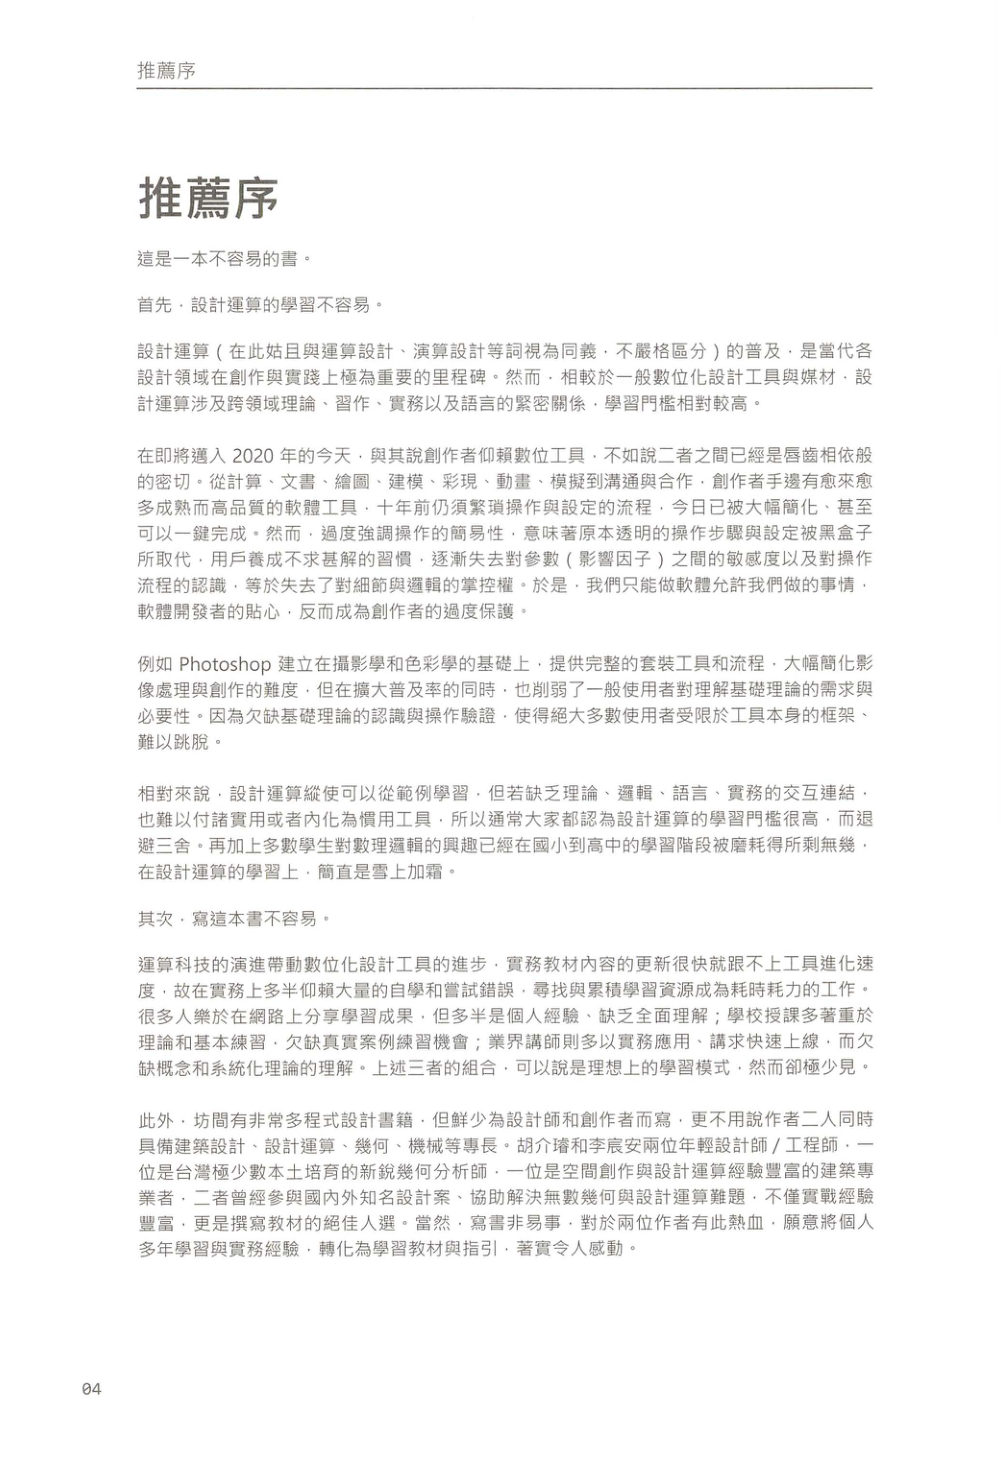 推薦序
推薦序
這是一本不容易的書。
首先，設計運算的學習不容易。
設計運算（在此姑且與運算設計、演算設計等詞視為同義，不嚴格區分）的普及，是當代各
設計領域在創作與實踐上極為重要的里程碑。然而，相較於一般數位化設計工具與媒材，設
計運算涉及跨領域理論、習作、實務以及語言的緊密關係，學習門檻相對較高。
在即將邁入 2020 年的今天，與其說創作者仰賴數位工具，不如說二者之間已經是唇齒相依般
的密切。從計算、文書、繪圖、建模、彩現、動畫、模擬到溝通與合作，創作者手邊有愈來愈
多成熟而高品質的軟體工具，十年前仍須繁瑣操作與設定的流程，今日已被大幅簡化、甚至
可以一鍵完成。然而，過度強調操作的簡易性，意味著原本透明的操作步驟與設定被黑盒子
所取代，用戶養成不求甚解的習慣，逐漸失去對參數（影響因子）之間的敏感度以及對操作
流程的認識，等於失去了對細節與邏輯的掌控權。於是，我們只能做軟體允許我們做的事情，
軟體開發者的貼心，反而成為創作者的過度保護。
例如 Photoshop 建立在攝影學和色彩學的基礎上，提供完整的套裝工具和流程，大幅簡化影
像處理與創作的難度，但在擴大普及率的同時，也削弱了一般使用者對理解基礎理論的需求與
必要性。因為欠缺基礎理論的認識與操作驗證，使得絕大多數使用者受限於工具本身的框架、
難以跳脫。
相對來說，設計運算縱使可以從範例學習，但若缺乏理論、邏輯、語言、實務的交互連結，
也難以付諸實用或者內化為慣用工具，所以通常大家都認為設計運算的學習門檻很高，而退
避三舍。再加上多數學生對數理邏輯的興趣已經在國小到高中的學習階段被磨耗得所剩無幾，
在設計運算的學習上，簡直是雪上加霜。
其次，寫這本書不容易。
運算科技的演進帶動數位化設計工具的進步，實務教材內容的更新很快就跟不上工具進化速
度，故在實務上多半仰賴大量的自學和嘗試錯誤，尋找與累積學習資源成為耗時耗力的工作。
很多人樂於在網路上分享學習成果，但多半是個人經驗、缺乏全面理解；學校授課多著重於
理論和基本練習，欠缺真實案例練習機會；業界講師則多以實務應用、講求快速上線，而欠
缺概念和系統化理論的理解。上述三者的組合，可以說是理想上的學習模式，然而卻極少見。
此外，坊間有非常多程式設計書籍，但鮮少為設計師和創作者而寫，更不用說作者二人同時
具備建築設計、設計運算、幾何、機械等專長。胡介璿和李宸安兩位年輕設計師 / 工程師，一
位是台灣極少數本土培育的新銳幾何分析師，一位是空間創作與設計運算經驗豐富的建築專
業者，二者曾經參與國內外知名設計案、協助解決無數幾何與設計運算難題，不僅實戰經驗
豐富，更是撰寫教材的絕佳人選。當然，寫書非易事，對於兩位作者有此熱血，願意將個人
多年學習與實務經驗，轉化為學習教材與指引，著實令人感動。
04